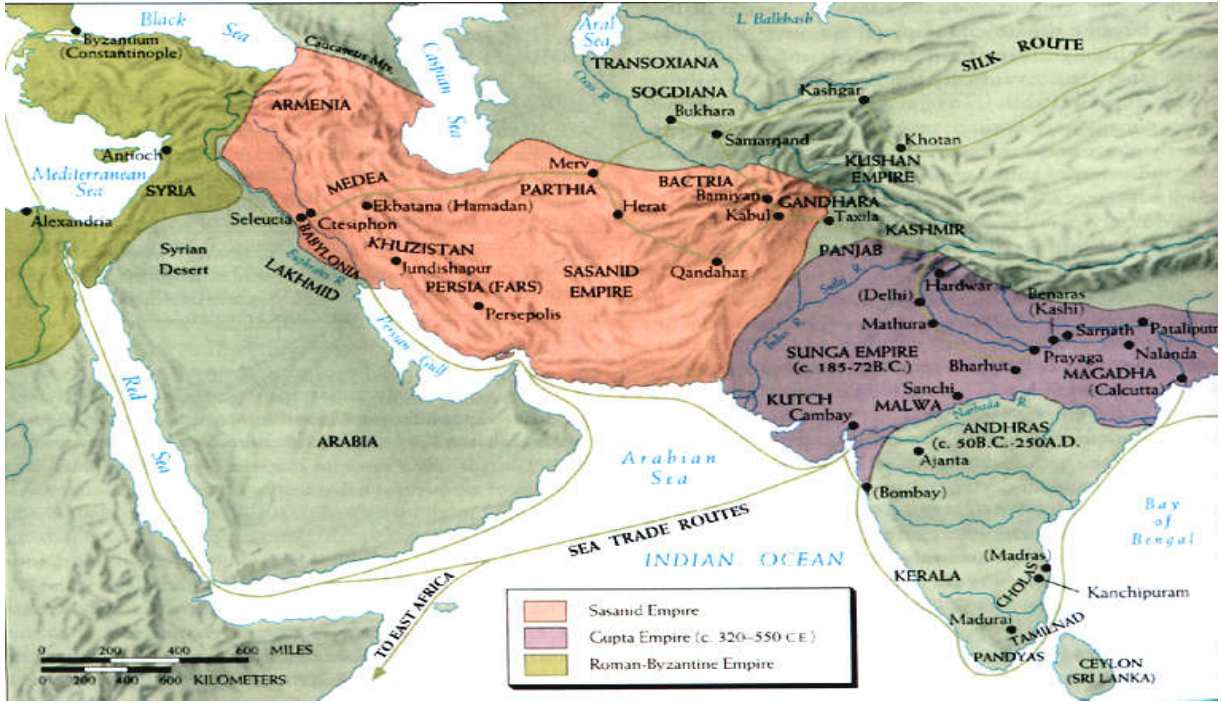 Black
Sea
Byzantium
(Constantinople)
Caucasus Mts.
Caspian
Sea
Aral
Sea
L. Balkhash
TRANSOXIANA
Oxus R.
SOGDIANA
Bukhara
Samarqand
Kashgar
SILK ROUTE
Khotan
KUSHAN
EMPIRE
ARMENIA
Antioch
Mediterranean
Sea
SYRIA
Alexandria
MEDEA
Merv
PARTHIA
BACTRIA
Bamiyan
GANDHARA
Kabul
Taxila
KASHMIR
Seleucia
Ctesiphon
Ekbatana (Hamadan)
Herat
BABYLONIA
Euphrates R.
KHUZISTAN
Jundishapur
Syrian
Desert
LAKHMID
PERSIA (FARS)
Persepolis
SASANID
EMPIRE
Qandahar
PANJAB
Sutlej R.
Hardwar
(Delhi)
Mathura
Benaras
(Kashi)
Sarnath
Pataliputr
Indus R.
SUNGA EMPIRE
(c. 185-72B.C.)
Bharhut
Prayaga
Nalanda
MAGADHA
(Calcutta)
Persian Gulf
Red
Sea
ARABIA
KUTCH
Cambay
Sanchi
MALWA
Narbada R.
ANDHRAS
(c. 50B.C.-250A.D.
Ajanta
Arabian
Sea
(Bombay)
SEA TRADE ROUTES
Bay
of
Bengal
INDIAN OCEAN
(Madras)
KERALA
CHOLAS
Kanchipuram
TO EAST AFRICA
Madurai
TAMILNAD
PANDYAS
CEYLON
(SRI LANKA)
Sasanid Empire
Gupta Empire (c. 320–550 C.E.)
Roman-Byzantine Empire
0 200 400 600 MILES
0 200 400 600
KILOMETERS